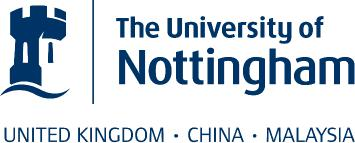 The University of
Nottingham
UNITED KINGDOM · CHINA · MALAYSIA